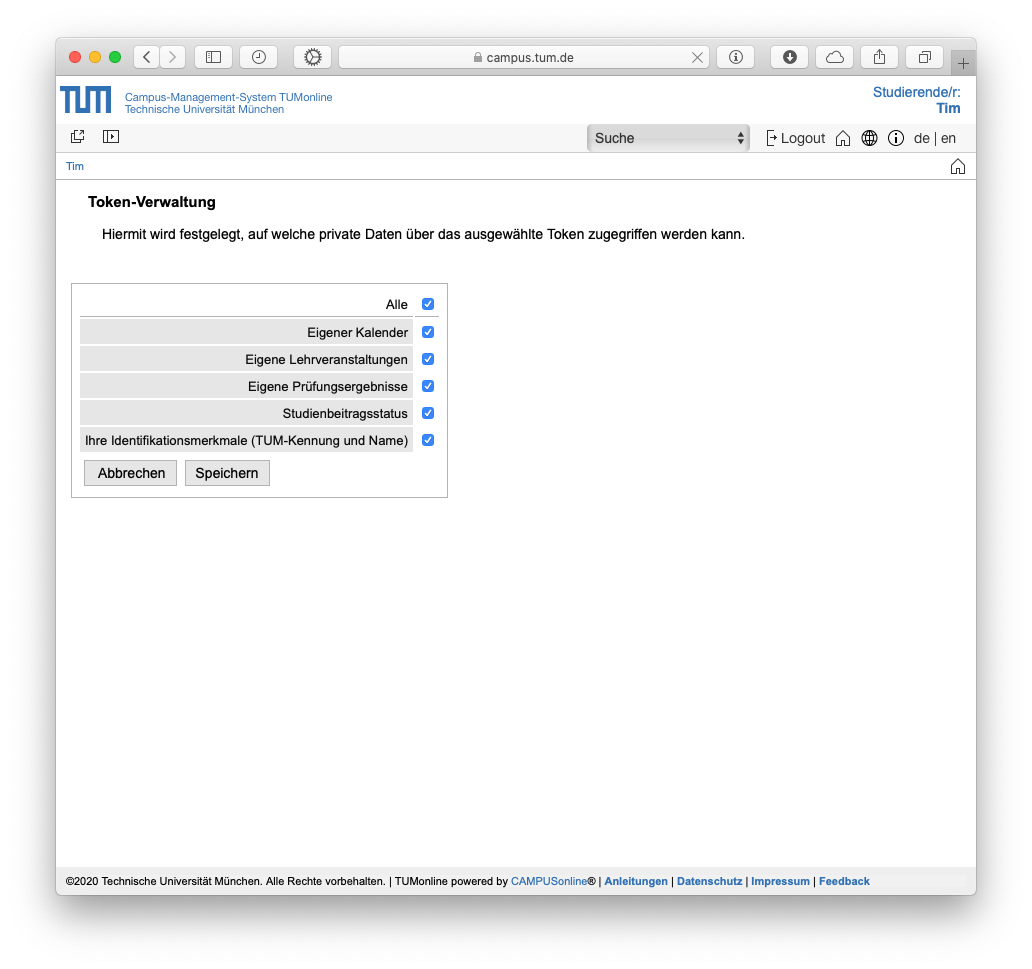 campus.tum.de
TUM
Campus-Management-System TUMonline
Technische Universität München
Studierende/r:
Tim
Suche
Logout
de | en
Tim
Token-Verwaltung
Hiermit wird festgelegt, auf welche private Daten über das ausgewählte Token zugegriffen werden kann.
Alle
Eigener Kalender
Eigene Lehrveranstaltungen
Eigene Prüfungsergebnisse
Studienbeitragsstatus
Ihre Identifikationsmerkmale (TUM-Kennung und Name)
Abbrechen Speichern
©2020 Technische Universität München. Alle Rechte vorbehalten. | TUMonline powered by CAMPUSonline® | Anleitungen | Datenschutz | Impressum | Feedback